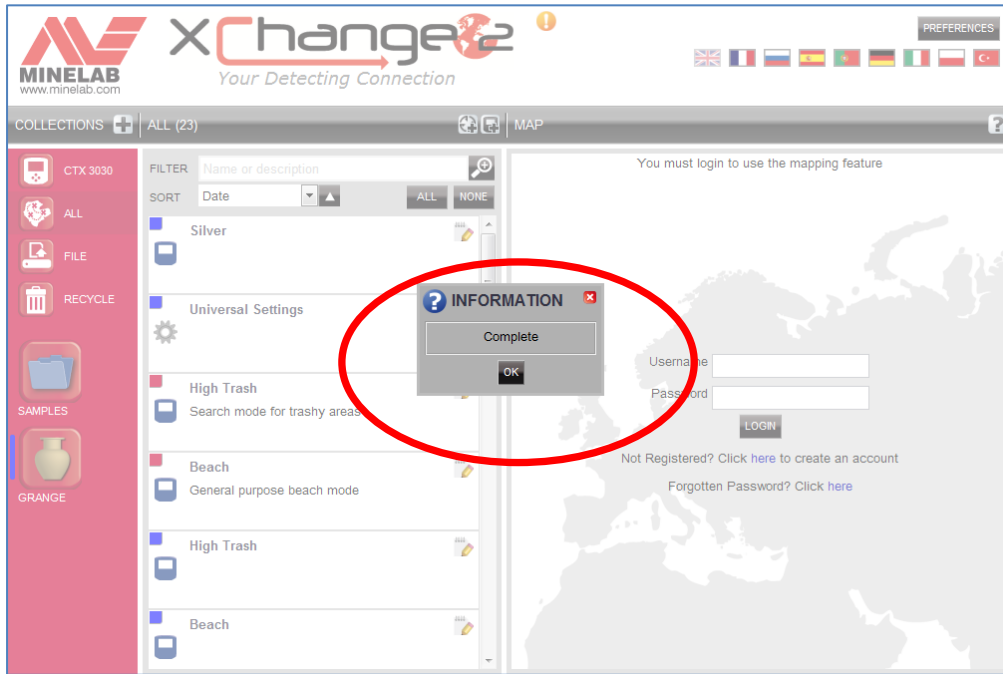 MINELAB
www.minelab.com
XChange 2
Your Detecting Connection
PREFERENCES
COLLECTIONS
ALL (23)
MAP
CTX 3030
ALL
FILE
RECYCLE
SAMPLES
GRANGE
FILTER Name or description
SORT Date ALL NONE
Silver
Universal Settings
High Trash
Search mode for trashy areas
Beach
General purpose beach mode
High Trash
Beach
INFORMATION
Complete
OK
You must login to use the mapping feature
Username
Password
LOGIN
Not Registered? Click here to create an account
Forgotten Password? Click here